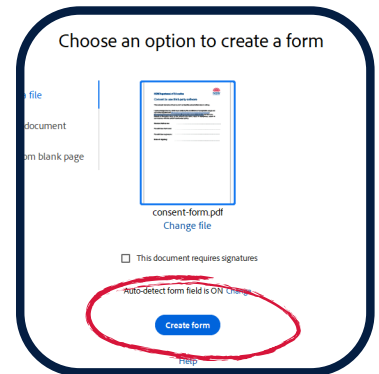 Choose an option to create a form
a file
document
om blank page
consent-form.pdf
Change file
This document requires signatures
Auto-detect form field is ON Change
Create form
Help